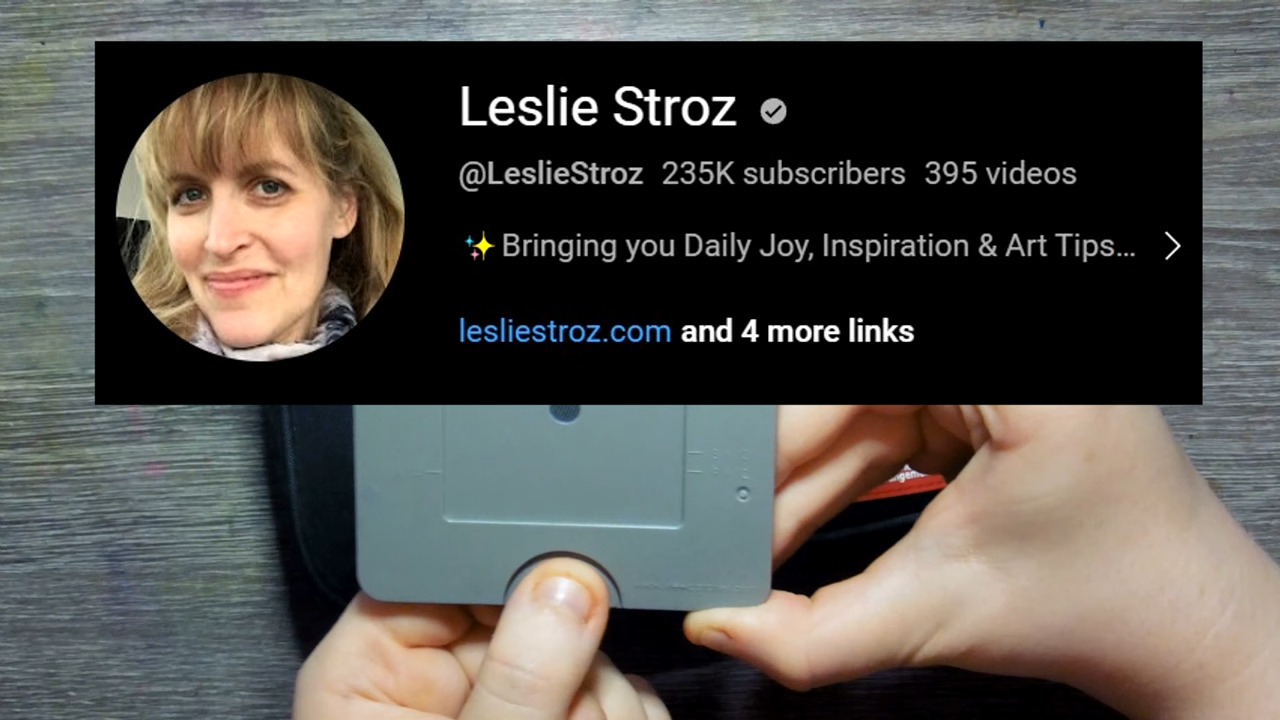 Leslie Stroz
@LeslieStroz 235K subscribers 395 videos
✨ Bringing you Daily Joy, Inspiration & Art Tips...
lesliestroz.com and 4 more links